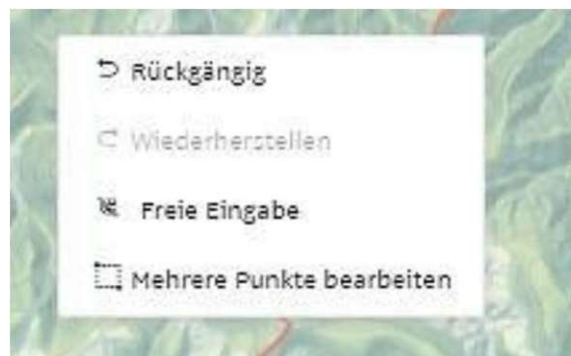 Rückgängig
Wiederherstellen
Freie Eingabe
Mehrere Punkte bearbeiten